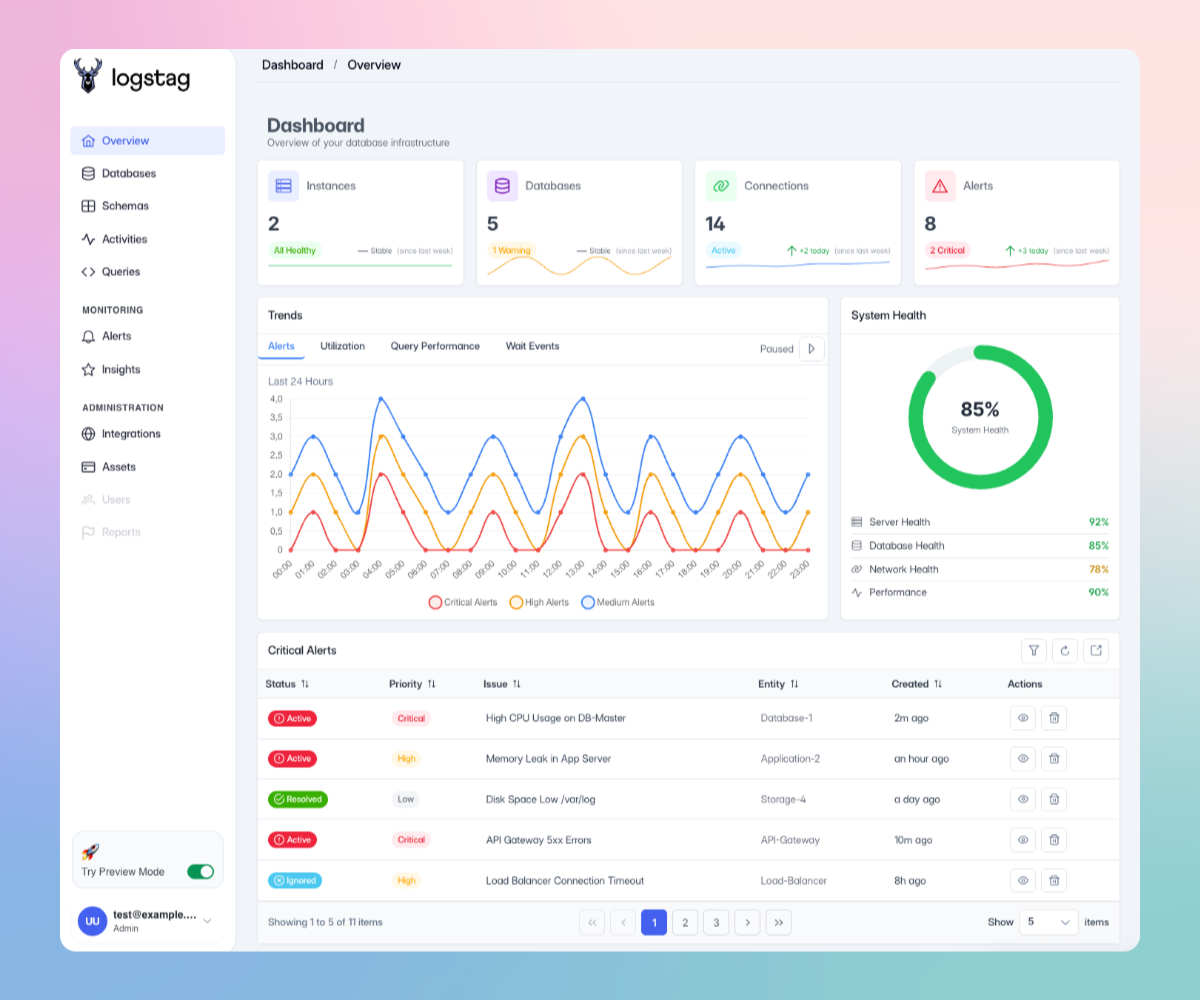 logstag
Dashboard / Overview
Overview
Databases
Schemas
Activities
Queries
MONITORING
Alerts
Insights
ADMINISTRATION
Integrations
Assets
Users
Reports
Try Preview Mode
UU
test@example....
Admin
Dashboard
Overview of your database infrastructure
Instances
2
All Healthy
Stable (since last week)
Databases
5
1 Warning
Stable (since last week)
Connections
14
Active
+2 today (since last week)
Alerts
8
2 Critical
+3 today (since last week)
Trends
Alerts Utilization Query Performance Wait Events
Paused
Last 24 Hours
4,0
3,5
3,0
2,5
2,0
1,5
1,0
0,5
0
00:00 01:00 02:00 03:00 04:00 05:00 06:00 07:00 08:00 09:00 10:00 11:00 12:00 13:00 14:00 15:00 16:00 17:00 18:00 19:00 20:00 21:00 22:00 23:00
Critical Alerts High Alerts Medium Alerts
System Health
85%
System Health
Server Health 92%
Database Health 85%
Network Health 78%
Performance 90%
Critical Alerts
Status Priority Issue Entity Created Actions
Active Critical High CPU Usage on DB-Master Database-1 2m ago
Active High Memory Leak in App Server Application-2 an hour ago
Resolved Low Disk Space Low /var/log Storage-4 a day ago
Active Critical API Gateway 5xx Errors API-Gateway 10m ago
Ignored High Load Balancer Connection Timeout Load-Balancer 8h ago
Showing 1 to 5 of 11 items
« ‹ 1 2 3 › »
Show 5 items